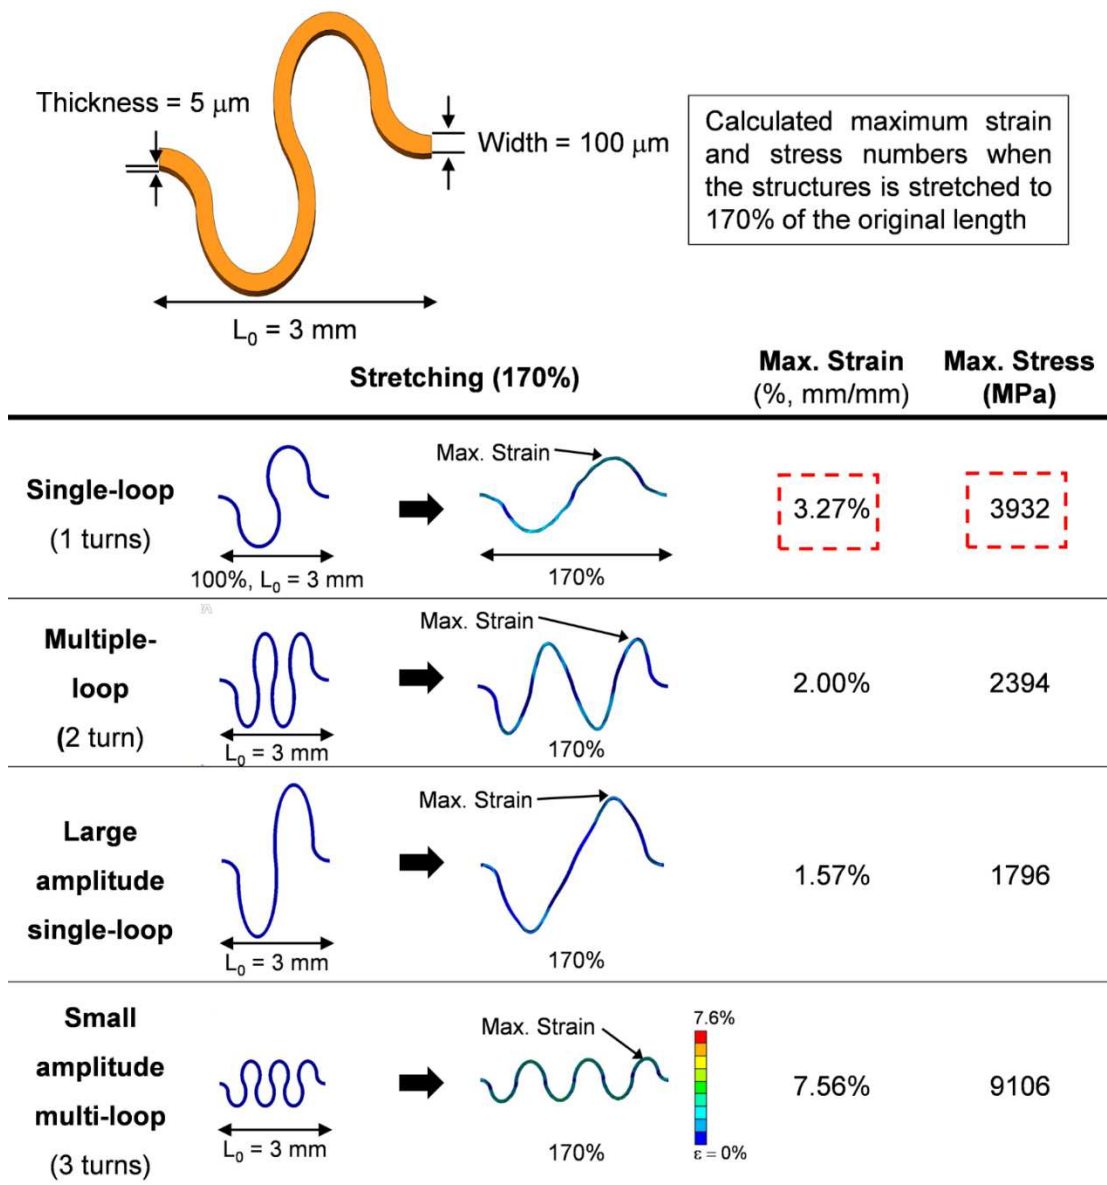 Thickness = 5 μm
Width = 100 μm
L₀ = 3 mm
Calculated maximum strain
and stress numbers when
the structures is stretched to
170% of the original length
Stretching (170%)
Max. Strain
(%, mm/mm)
Max. Stress
(MPa)
Single-loop
(1 turns)
100%, L₀ = 3 mm
Max. Strain
170%
3.27%
3932
Multiple-
loop
(2 turn)
L₀ = 3 mm
Max. Strain
170%
2.00%
2394
Large
amplitude
single-loop
L₀ = 3 mm
Max. Strain
170%
1.57%
1796
Small
amplitude
multi-loop
(3 turns)
L₀ = 3 mm
Max. Strain
170%
7.6%
ε = 0%
7.56%
9106